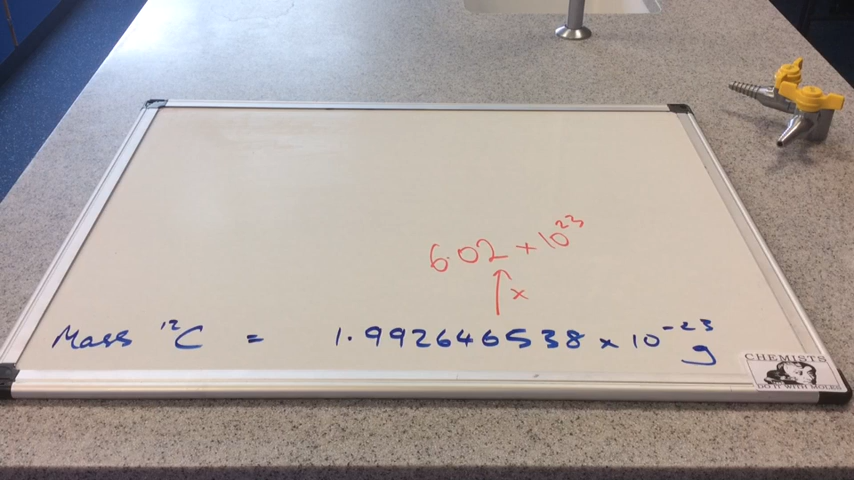 6.02 × 10²³
↑ ×
Mass ¹²C = 1.992646538 × 10⁻²³ g
CHEMISTS
DO IT WITH MOLES